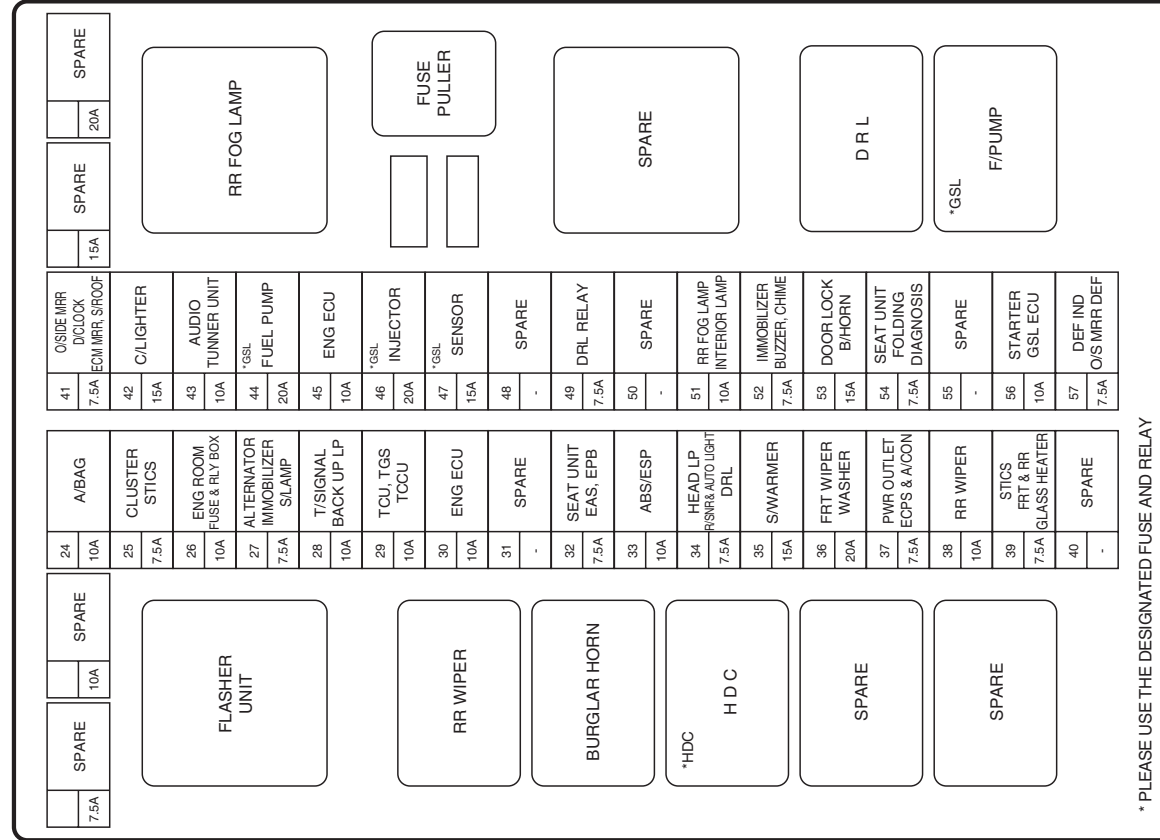 7.5A
SPARE
10A
SPARE
FLASHER
UNIT
RR WIPER
BURGLAR HORN
*HDC
H D C
SPARE
SPARE
24
10A
A/BAG
25
7.5A
CLUSTER
STICS
26
10A
ENG ROOM
FUSE & RLY BOX
27
7.5A
ALTERNATOR
IMMOBILIZER
S/LAMP
28
10A
T/SIGNAL
BACK UP LP
29
10A
TCU, TGS
TCCU
30
10A
ENG ECU
31
-
SPARE
32
7.5A
SEAT UNIT
EAS, EPB
33
10A
ABS/ESP
34
7.5A
HEAD LP
R/SNR& AUTO LIGHT
DRL
35
15A
S/WARMER
36
20A
FRT WIPER
WASHER
37
7.5A
PWR OUTLET
ECPS & A/CON
38
10A
RR WIPER
39
7.5A
STICS
FRT & RR
GLASS HEATER
40
-
SPARE
41
7.5A
O/SIDE MRR
D/CLOCK
ECM MRR, S/ROOF
42
15A
C/LIGHTER
43
10A
AUDIO
TUNNER UNIT
44
20A
*GSL
FUEL PUMP
45
10A
ENG ECU
46
20A
*GSL
INJECTOR
47
15A
*GSL
SENSOR
48
-
SPARE
49
7.5A
DRL RELAY
50
-
SPARE
51
10A
RR FOG LAMP
INTERIOR LAMP
52
7.5A
IMMOBILIZER
BUZZER, CHIME
53
15A
DOOR LOCK
B/HORN
54
7.5A
SEAT UNIT
FOLDING
DIAGNOSIS
55
-
SPARE
56
10A
STARTER
GSL ECU
57
7.5A
DEF IND
O/S MRR DEF
15A
SPARE
20A
SPARE
RR FOG LAMP
FUSE
PULLER
SPARE
D R L
*GSL
F/PUMP
* PLEASE USE THE DESIGNATED FUSE AND RELAY